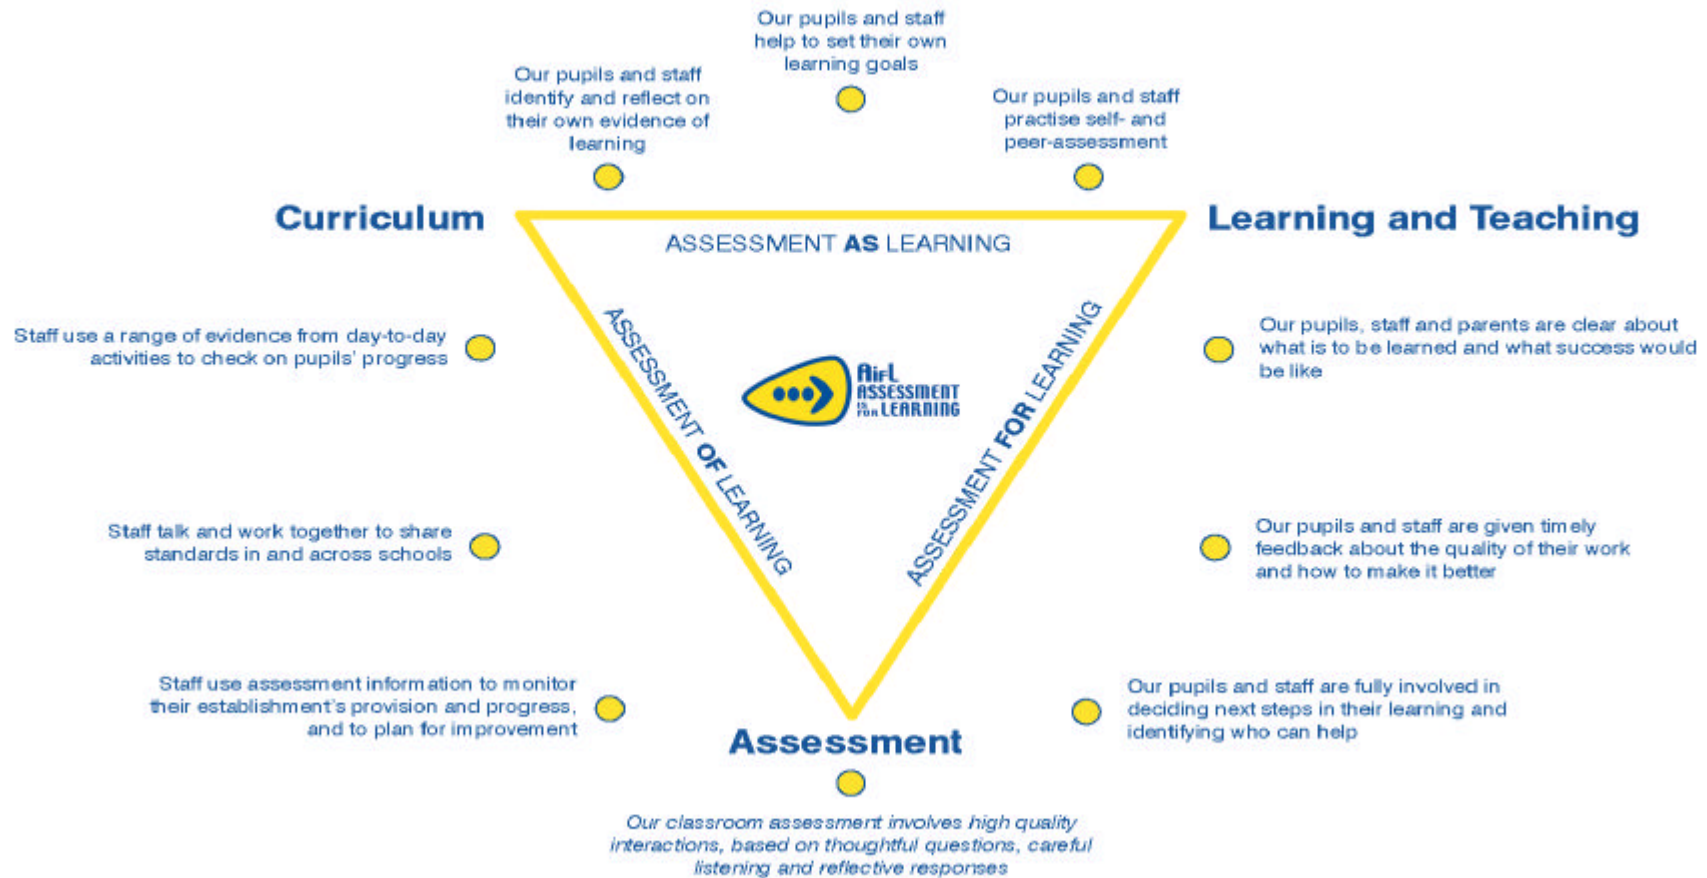 Our pupils and staff
help to set their own
learning goals
Our pupils and staff
identify and reflect on
their own evidence of
learning
Our pupils and staff
practise self- and
peer-assessment
Curriculum
Learning and Teaching
ASSESSMENT AS LEARNING
Staff use a range of evidence from day-to-day
activities to check on pupils' progress
ASSESSMENT OF LEARNING
AifL
ASSESSMENT
IS FOR LEARNING
ASSESSMENT FOR LEARNING
Our pupils, staff and parents are clear about
what is to be learned and what success would
be like
Staff talk and work together to share
standards in and across schools
Our pupils and staff are given timely
feedback about the quality of their work
and how to make it better
Staff use assessment information to monitor
their establishment's provision and progress,
and to plan for improvement
Our pupils and staff are fully involved in
deciding next steps in their learning and
identifying who can help
Assessment
Our classroom assessment involves high quality
interactions, based on thoughtful questions, careful
listening and reflective responses